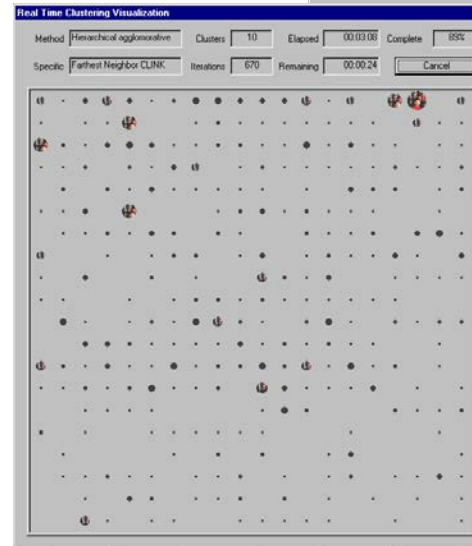 Real Time Clustering Visualization
Method Hierarchical agglomorative Clusters 10 Elapsed 00:03:08 Complete 89%
Specific Farthest Neighbor CLINK Iterations 670 Remaining 00:00:24 Cancel